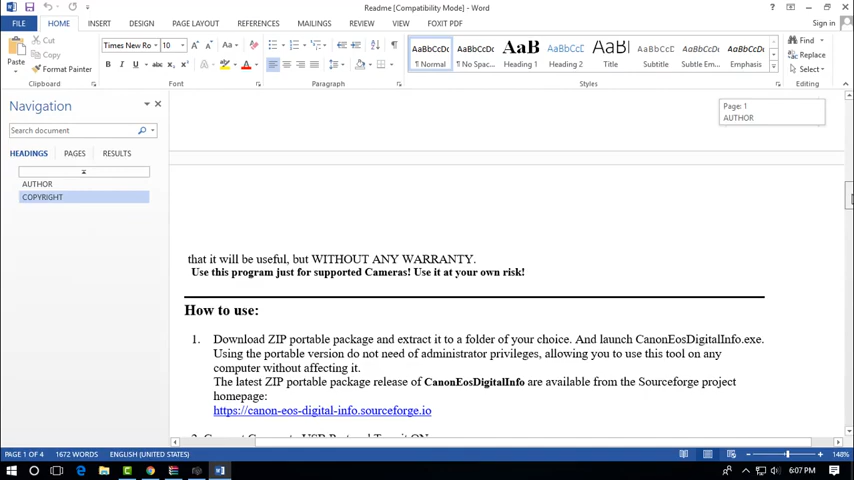 Readme [Compatibility Mode] - Word
FILE HOME INSERT DESIGN PAGE LAYOUT REFERENCES MAILINGS REVIEW VIEW FOXIT PDF Sign in
Cut
Copy
Format Painter
Paste
Times New Ro 10
AaBbCcDc AaBbCcDc AaBbC AaBbCc AaBl AaBbCcDc AaBbCcDc AaBbCcDc
¶ Normal ¶ No Spac... Heading 1 Heading 2 Title Subtitle Subtle Em... Emphasis
Find
Replace
Select
Clipboard Font Paragraph Styles Editing
Navigation
Search document
HEADINGS PAGES RESULTS
AUTHOR
COPYRIGHT
Page: 1
AUTHOR
that it will be useful, but WITHOUT ANY WARRANTY.
Use this program just for supported Cameras! Use it at your own risk!
How to use:
1. Download ZIP portable package and extract it to a folder of your choice. And launch CanonEosDigitalInfo.exe.
Using the portable version do not need of administrator privileges, allowing you to use this tool on any
computer without affecting it.
The latest ZIP portable package release of CanonEosDigitalInfo are available from the Sourceforge project
homepage:
https://canon-eos-digital-info.sourceforge.io
PAGE 1 OF 4 1672 WORDS ENGLISH (UNITED STATES) 148%
6:07 PM